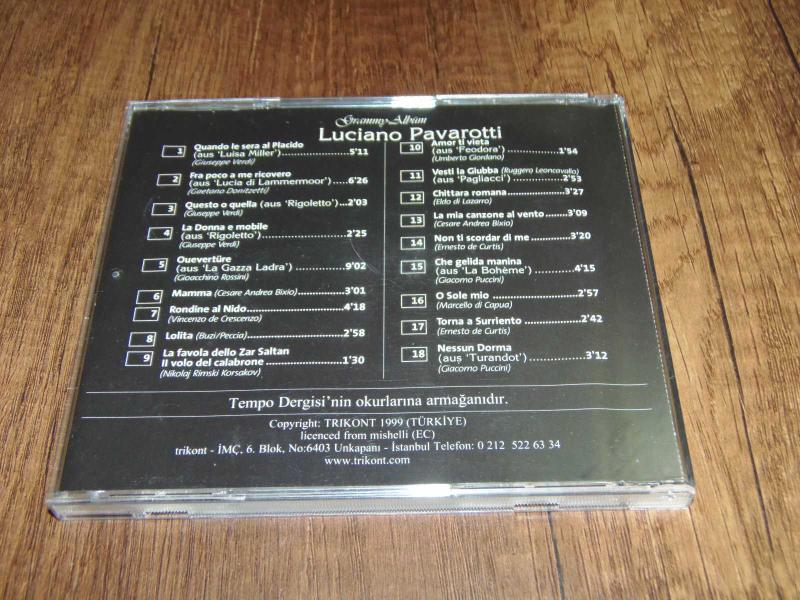 Grammy Album
Luciano Pavarotti
1 Quando le sera al Placido
(aus 'Luisa Miller')..................5'11
(Giuseppe Verdi)
2 Fra poco a me ricovero
(aus 'Lucia di Lammermoor').....6'26
(Gaetano Donitzetti)
3 Questo o quella (aus 'Rigoletto')...2'03
(Giuseppe Verdi)
4 La Donna e mobile
(aus 'Rigoletto')......................2'25
(Giuseppe Verdi)
5 Ouevertüre
(aus 'La Gazza Ladra')..............9'02
(Gioacchino Rossini)
6 Mamma (Cesare Andrea Bixio)...........3'01
7 Rondine al Nido.........................4'18
(Vincenzo de Crescenzo)
8 Lolita (Buzi/Peccia)......................2'58
9 La favola dello Zar Saltan
Il volo del calabrone...................1'30
(Nikolaj Rimski Korsakov)
10 Amor ti vieta
(aus 'Feodora').......................1'54
(Umberto Giordano)
11 Vesti la Giubba (Ruggero Leoncavallo)
(aus 'Pagliacci').......................2'53
12 Chittara romana.....................3'27
(Eldo di Lazarro)
13 La mia canzone al vento......3'09
(Cesare Andrea Bixio)
14 Non ti scordar di me............3'20
(Ernesto de Curtis)
15 Che gelida manina
(aus 'La Bohème')................4'15
(Giacomo Puccini)
16 O Sole mio.........................2'57
(Marcello di Capua)
17 Torna a Surriento...............2'42
(Ernesto de Curtis)
18 Nessun Dorma
(aus 'Turandot')...................3'12
(Giacomo Puccini)
Tempo Dergisi'nin okurlarına armağanıdır.
Copyright: TRIKONT 1999 (TÜRKİYE)
licenced from mishelli (EC)
trikont - İMÇ. 6. Blok, No:6403 Unkapanı - İstanbul Telefon: 0 212 522 63 34
www.trikont.com